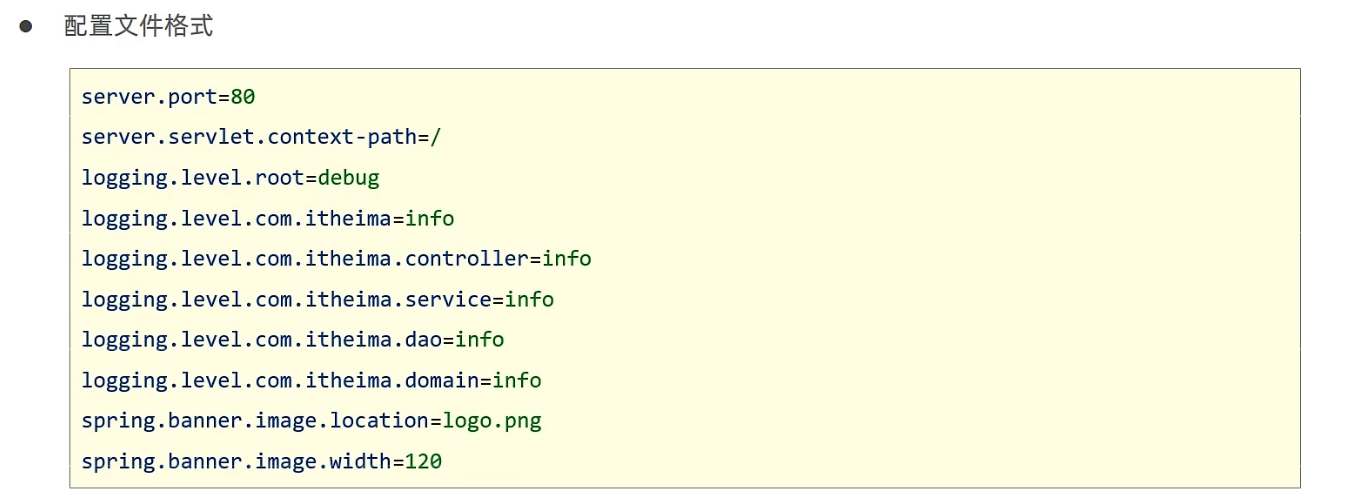 ● 配置文件格式
server.port=80
server.servlet.context-path=/
logging.level.root=debug
logging.level.com.itheima=info
logging.level.com.itheima.controller=info
logging.level.com.itheima.service=info
logging.level.com.itheima.dao=info
logging.level.com.itheima.domain=info
spring.banner.image.location=logo.png
spring.banner.image.width=120